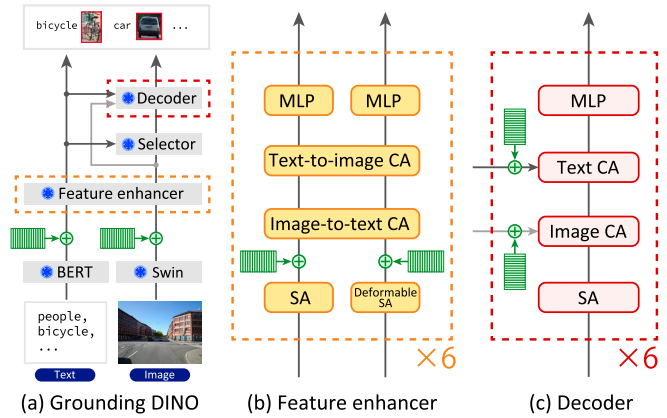 bicycle car ...
Decoder
Selector
Feature enhancer
BERT Swin
people,
bicycle,
...
Text Image
(a) Grounding DINO
MLP MLP
Text-to-image CA
Image-to-text CA
SA Deformable
SA
×6
(b) Feature enhancer
MLP
Text CA
Image CA
SA
×6
(c) Decoder